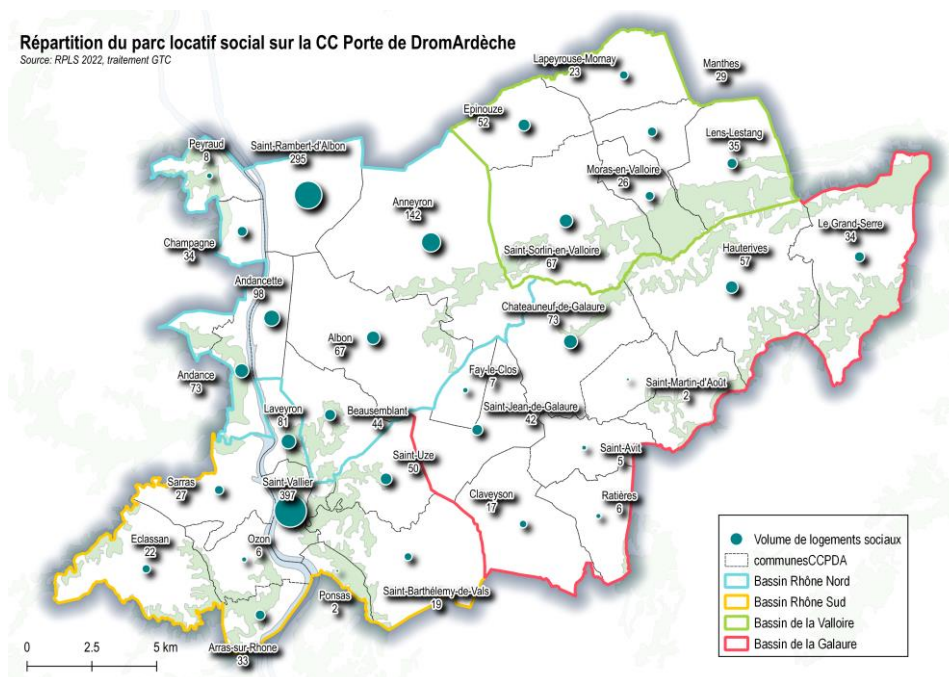 Répartition du parc locatif social sur la CC Porte de DromArdèche
Source: RPLS 2022, traitement GTC
Lapeyrouse-Mornay
23
Manthes
29
Epinouze
52
Lens-Lestang
35
Peyraud
8
Saint-Rambert-d'Albon
295
Moras-en-Valloire
26
Anneyron
142
Le Grand-Serre
34
Champagne
34
Saint-Sorlin-en-Valloire
67
Hauterives
57
Andancette
98
Chateauneuf-de-Galaure
73
Albon
67
Andance
73
Fay-le-Clos
7
Saint-Martin-d'Août
2
Laveyron
81
Beausemblant
44
Saint-Jean-de-Galaure
42
Saint-Uze
50
Saint-Avit
5
Sarras
27
Saint-Vallier
397
Claveyson
17
Ratières
6
Eclassan
22
Ozon
6
Ponsas
2
Saint-Barthélemy-de-Vals
19
Arras-sur-Rhone
33
Volume de logements sociaux
communesCCPDA
Bassin Rhône Nord
Bassin Rhône Sud
Bassin de la Valloire
Bassin de la Galaure
0 2.5 5 km